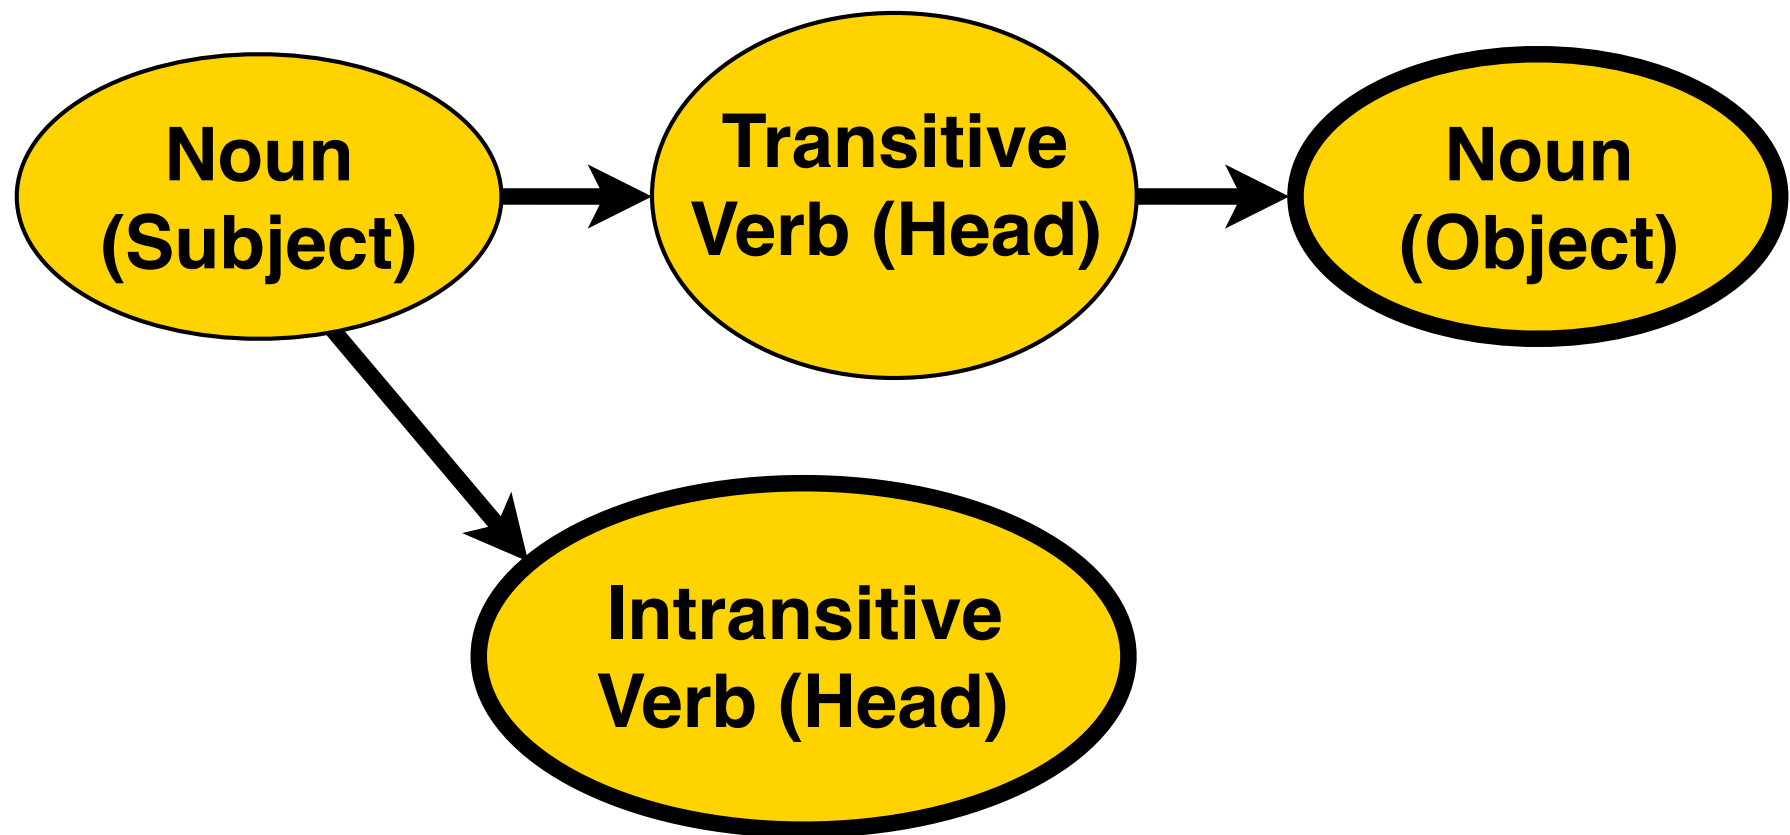 Noun
(Subject)
Transitive
Verb (Head)
Noun
(Object)
Intransitive
Verb (Head)